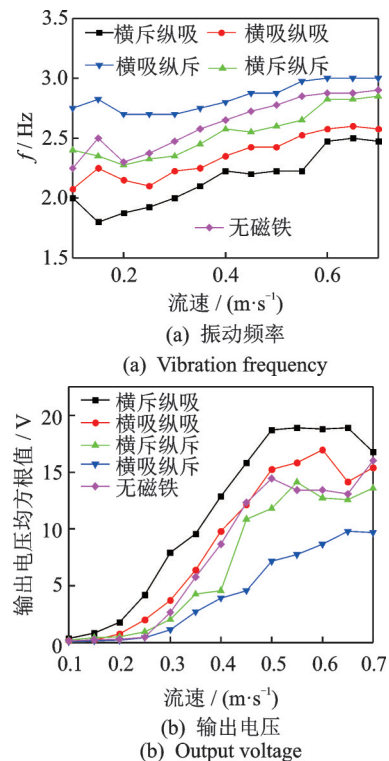 横斥纵吸 横吸纵吸
横吸纵斥 横斥纵斥
3.5
3.0
2.5
2.0
1.5
f / Hz
无磁铁
0.2 0.4 0.6
流速 / (m·s⁻¹)
(a) 振动频率
(a) Vibration frequency
横斥纵吸
横吸纵吸
横斥纵斥
横吸纵斥
无磁铁
20
15
10
5
0
输出电压均方根值 / V
0.1 0.2 0.3 0.4 0.5 0.6 0.7
流速 / (m·s⁻¹)
(b) 输出电压
(b) Output voltage